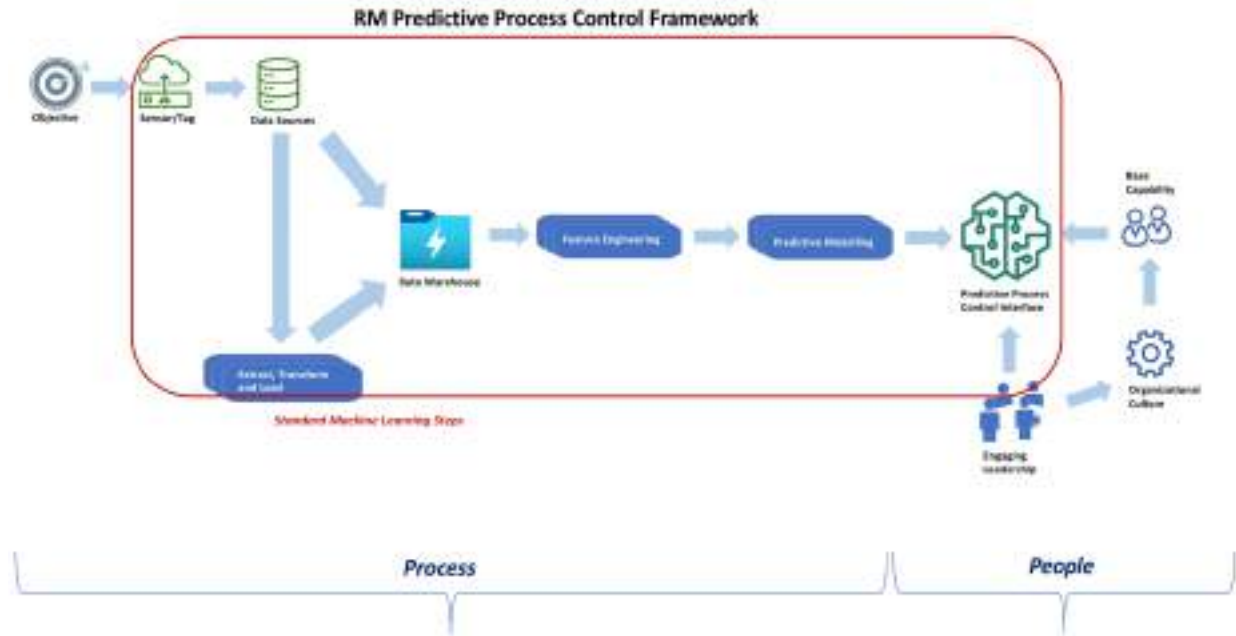 RM Predictive Process Control Framework
Objective
Sensor/Tag
Data Sources
Base
Capability
Feature Engineering
Predictive Modelling
Data Warehouse
Predictive Process
Control Interface
Extract, Transform
and Load
Organizational
Culture
Standard Machine Learning Steps
Engaging
Leadership
Process
People